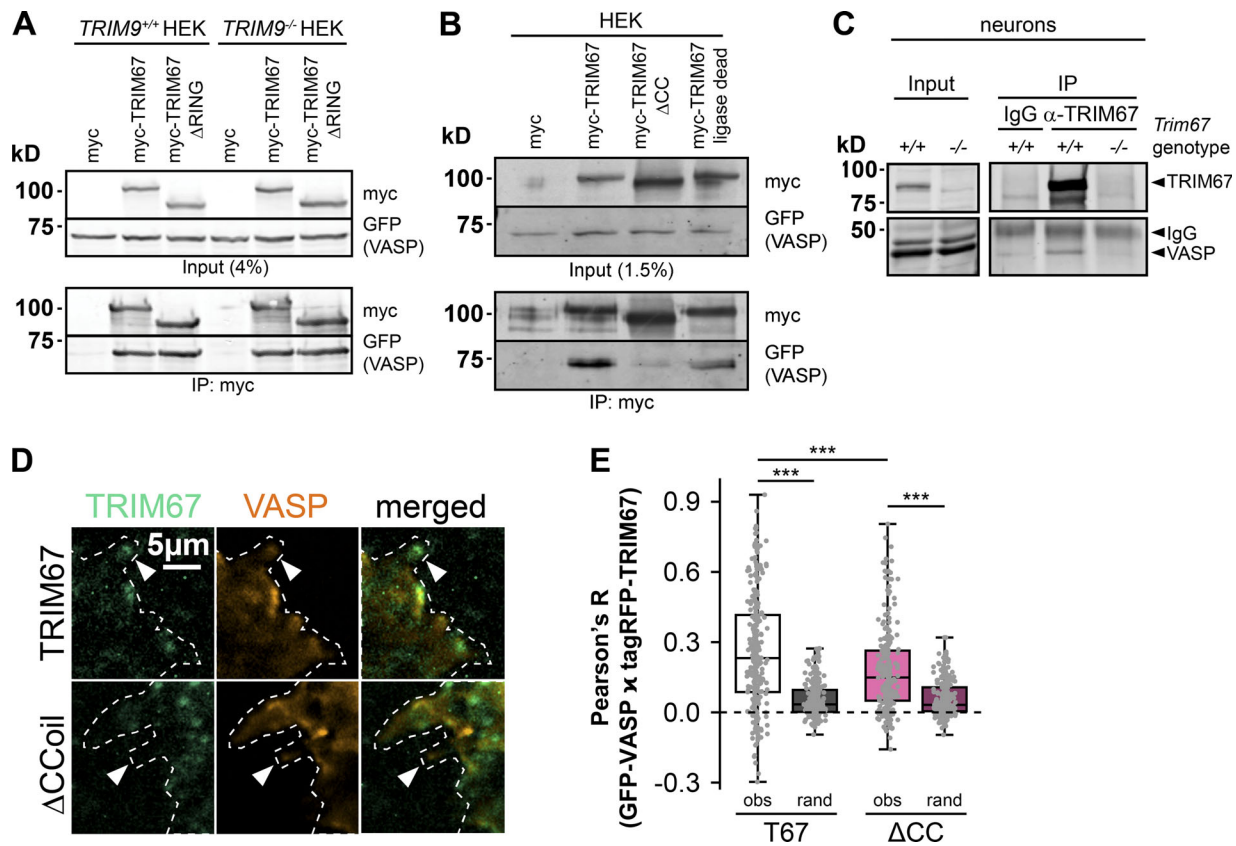 A
TRIM9+/+ HEK
TRIM9-/- HEK
myc
myc-TRIM67
myc-TRIM67
ΔRING
myc
myc-TRIM67
myc-TRIM67
ΔRING
kD
100
75
myc
GFP
(VASP)
Input (4%)
100
75
myc
GFP
(VASP)
IP: myc
B
HEK
myc
myc-TRIM67
myc-TRIM67
ΔCC
myc-TRIM67
ligase dead
kD
100
75
myc
GFP
(VASP)
Input (1.5%)
100
75
myc
GFP
(VASP)
IP: myc
C
neurons
Input
IP
IgG α-TRIM67
Trim67
genotype
kD
+/+ -/- +/+ +/+ -/-
100
75
TRIM67
50
IgG
VASP
D
TRIM67 VASP merged
5µm
TRIM67
ΔCCoil
E
Pearson's R
(GFP-VASP x tagRFP-TRIM67)
***
***
***
0.9
0.6
0.3
0.0
-0.3
obs rand obs rand
T67 ΔCC